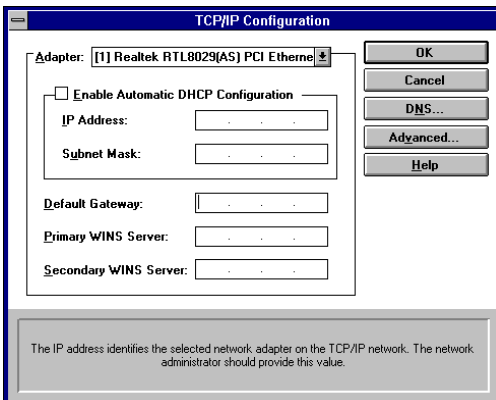 TCP/IP Configuration
Adapter: [1] Realtek RTL8029(AS) PCI Etherne
Enable Automatic DHCP Configuration
IP Address: . . .
Subnet Mask: . . .
Default Gateway: . . .
Primary WINS Server: . . .
Secondary WINS Server: . . .
OK
Cancel
DNS...
Advanced...
Help
The IP address identifies the selected network adapter on the TCP/IP network. The network
administrator should provide this value.